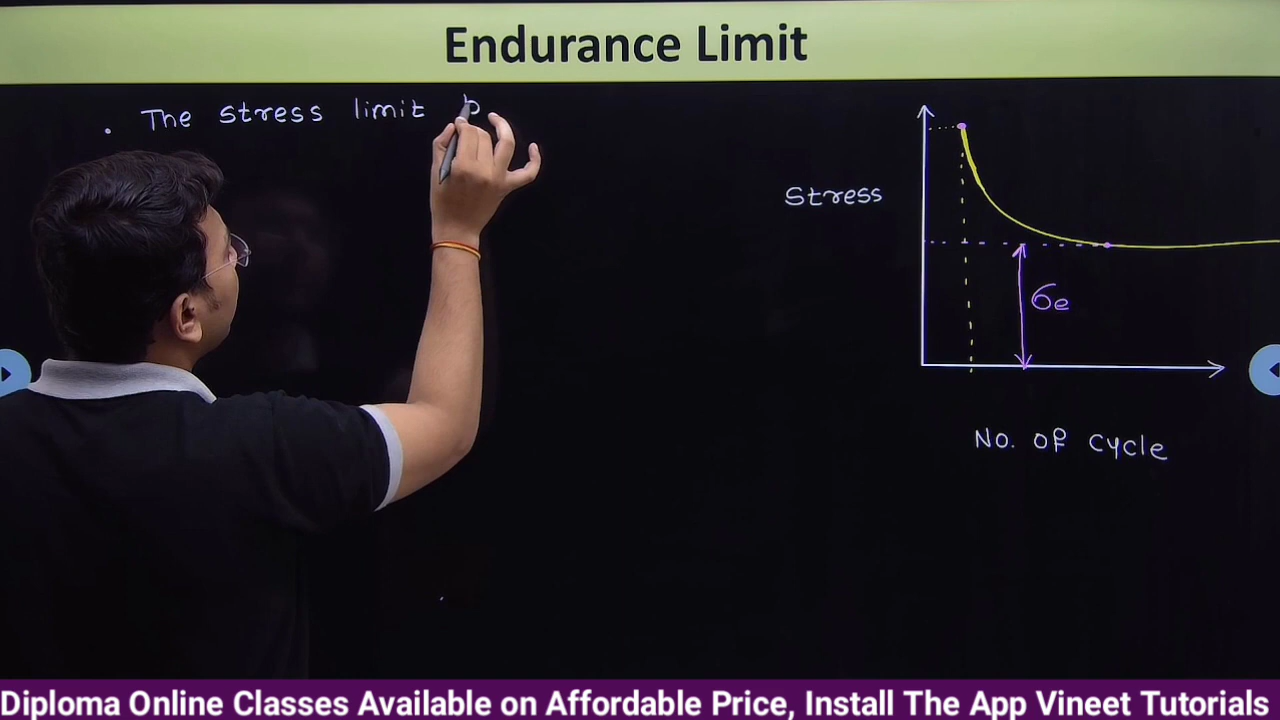 Endurance Limit
. The stress limit b
Stress
σe
No. of cycle
Diploma Online Classes Available on Affordable Price, Install The App Vineet Tutorials